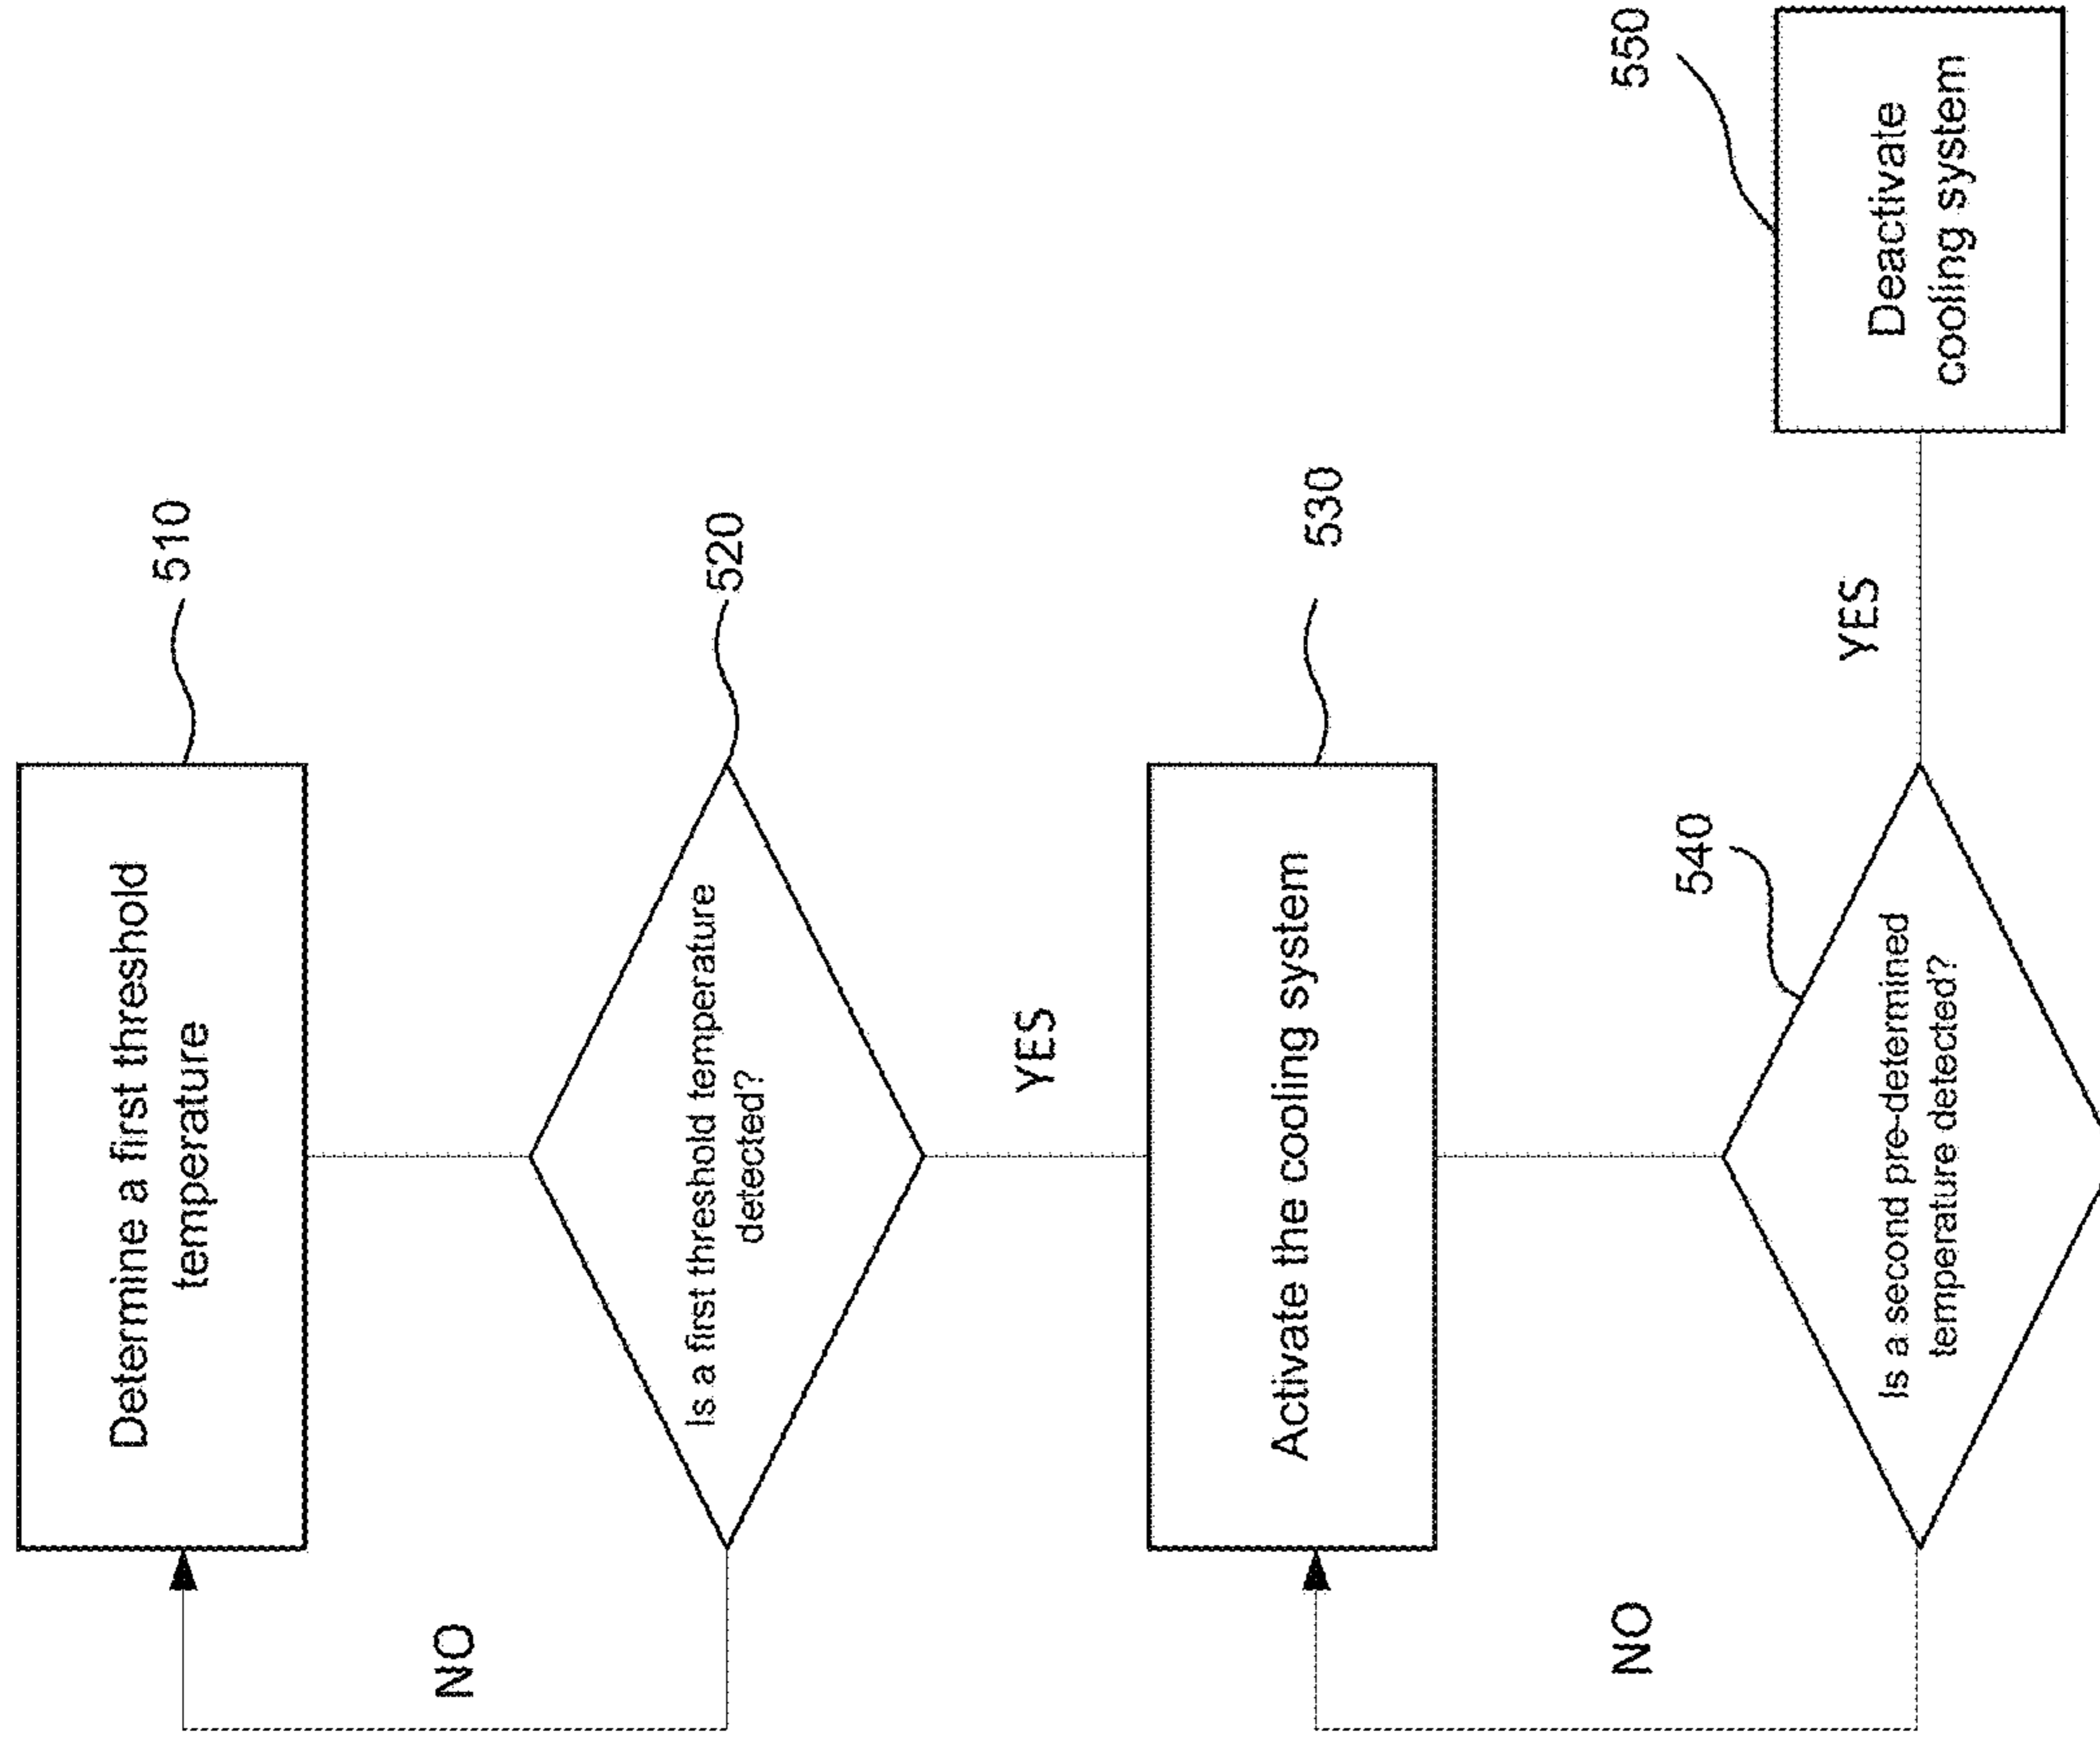 Determine a first threshold
temperature
510
Is a first threshold temperature
detected?
520
NO
YES
Activate the cooling system
530
Is a second pre-determined
temperature detected?
540
NO
YES
Deactivate
cooling system
550